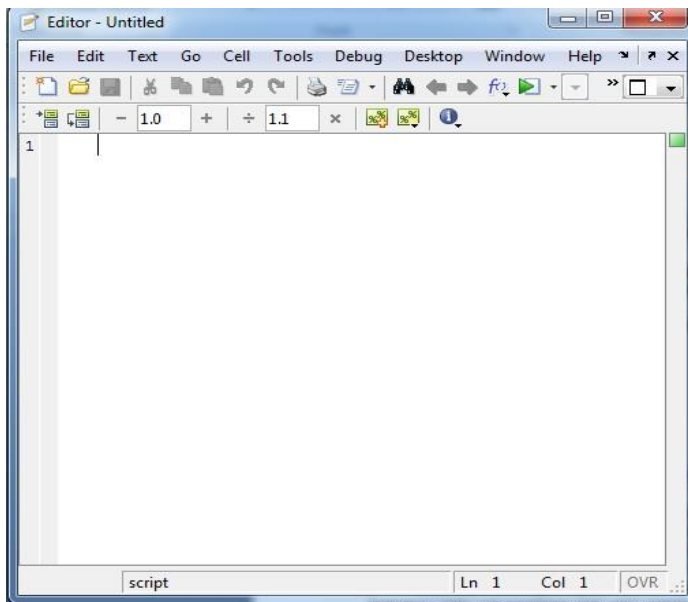 Editor - Untitled
File Edit Text Go Cell Tools Debug Desktop Window Help
- 1.0 + ÷ 1.1 ×
1
script Ln 1 Col 1 OVR